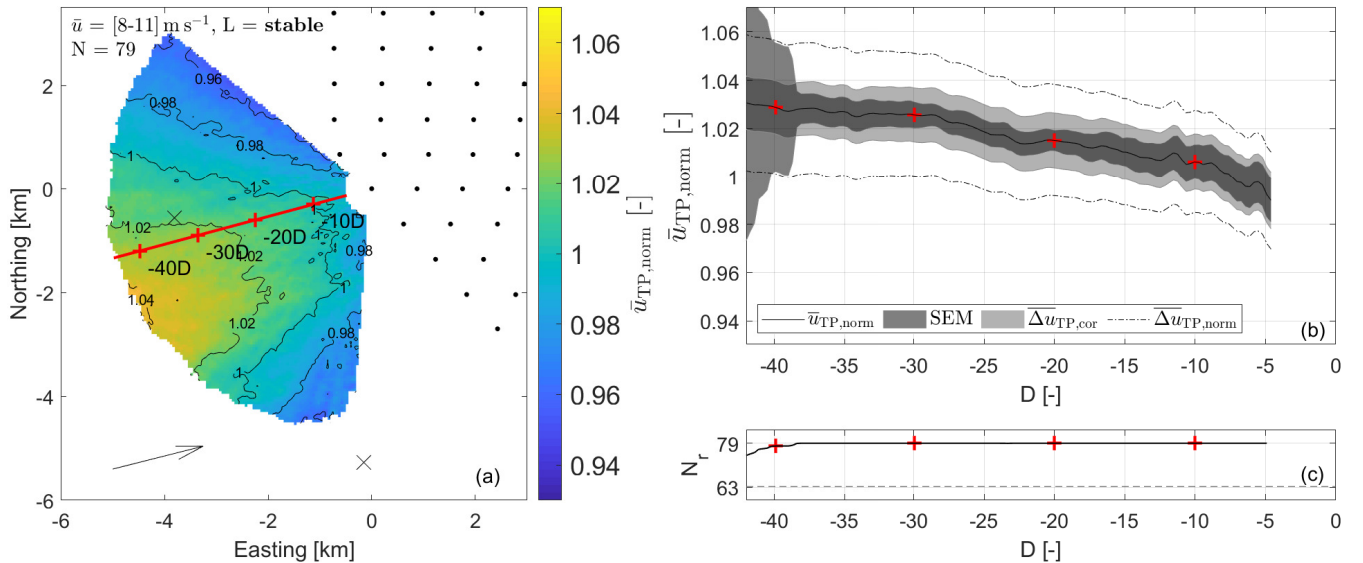 ū = [8-11] m s⁻¹, L = stable
N = 79
0.96
0.98
0.98
1
1
1.02
1.02
1.02
1.04
1
1
0.98
0.98
-10D
-20D
-30D
-40D
2
0
-2
-4
-6
Northing [km]
-6
-4
-2
0
2
Easting [km]
(a)
1.06
1.04
1.02
1
0.98
0.96
0.94
ū_TP,norm [-]
1.06
1.04
1.02
1
0.98
0.96
0.94
ū_TP,norm [-]
ū_TP,norm SEM Δu_TP,cor Δu_TP,norm
(b)
-40 -35 -30 -25 -20 -15 -10 -5 0
D [-]
79
63
N_r
(c)
-40 -35 -30 -25 -20 -15 -10 -5 0
D [-]